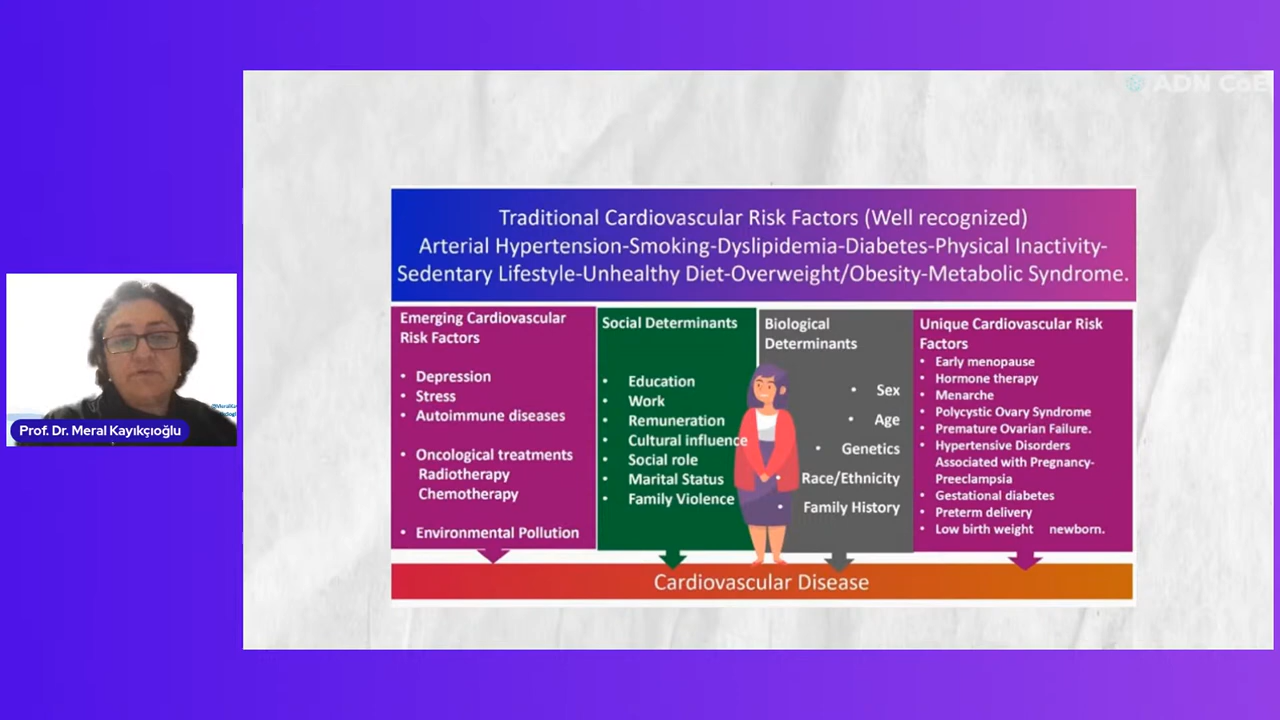 ADN CoE
Traditional Cardiovascular Risk Factors (Well recognized)
Arterial Hypertension-Smoking-Dyslipidemia-Diabetes-Physical Inactivity-
Sedentary Lifestyle-Unhealthy Diet-Overweight/Obesity-Metabolic Syndrome.
Emerging Cardiovascular
Risk Factors
• Depression
• Stress
• Autoimmune diseases
• Oncological treatments
Radiotherapy
Chemotherapy
• Environmental Pollution
Social Determinants
• Education
• Work
• Remuneration
• Cultural influence
• Social role
• Marital Status
• Family Violence
Biological
Determinants
• Sex
• Age
• Genetics
• Race/Ethnicity
• Family History
Unique Cardiovascular Risk
Factors
• Early menopause
• Hormone therapy
• Menarche
• Polycystic Ovary Syndrome
• Premature Ovarian Failure.
• Hypertensive Disorders
Associated with Pregnancy-
Preeclampsia
• Gestational diabetes
• Preterm delivery
• Low birth weight newborn.
Cardiovascular Disease
Prof. Dr. Meral Kayıkçıoğlu